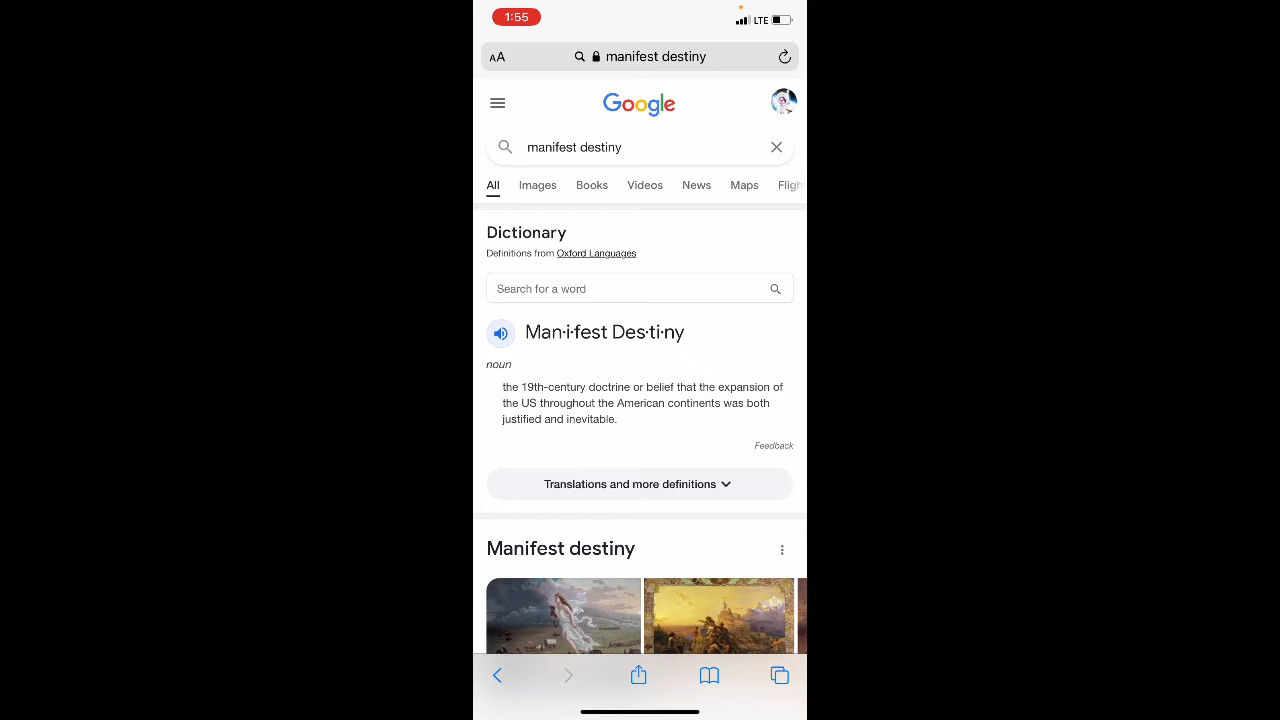 1:55
LTE
AA
manifest destiny
Google
manifest destiny
All Images Books Videos News Maps Fligh
Dictionary
Definitions from Oxford Languages
Search for a word
Man·i·fest Des·ti·ny
noun
the 19th-century doctrine or belief that the expansion of
the US throughout the American continents was both
justified and inevitable.
Feedback
Translations and more definitions
Manifest destiny